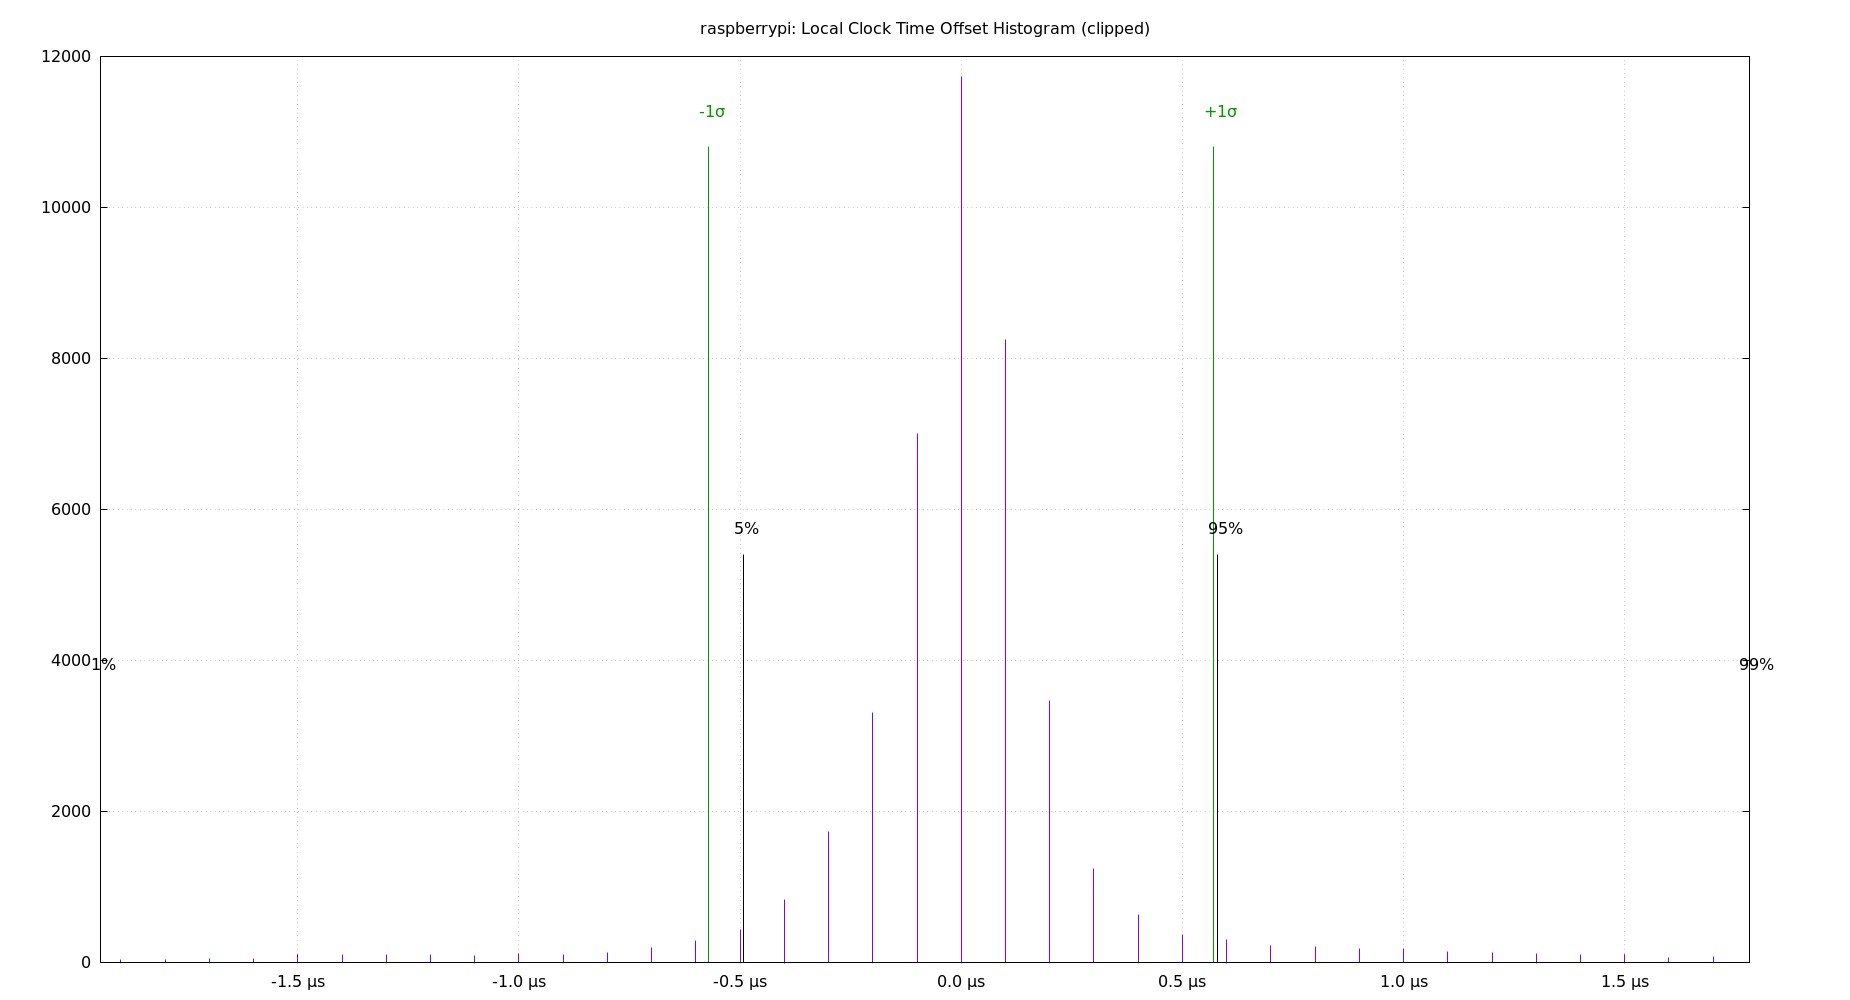 raspberrypi: Local Clock Time Offset Histogram (clipped)
12000
-1σ
+1σ
10000
8000
6000
5%
95%
4000
1%
99%
2000
0
-1.5 µs
-1.0 µs
-0.5 µs
0.0 µs
0.5 µs
1.0 µs
1.5 µs